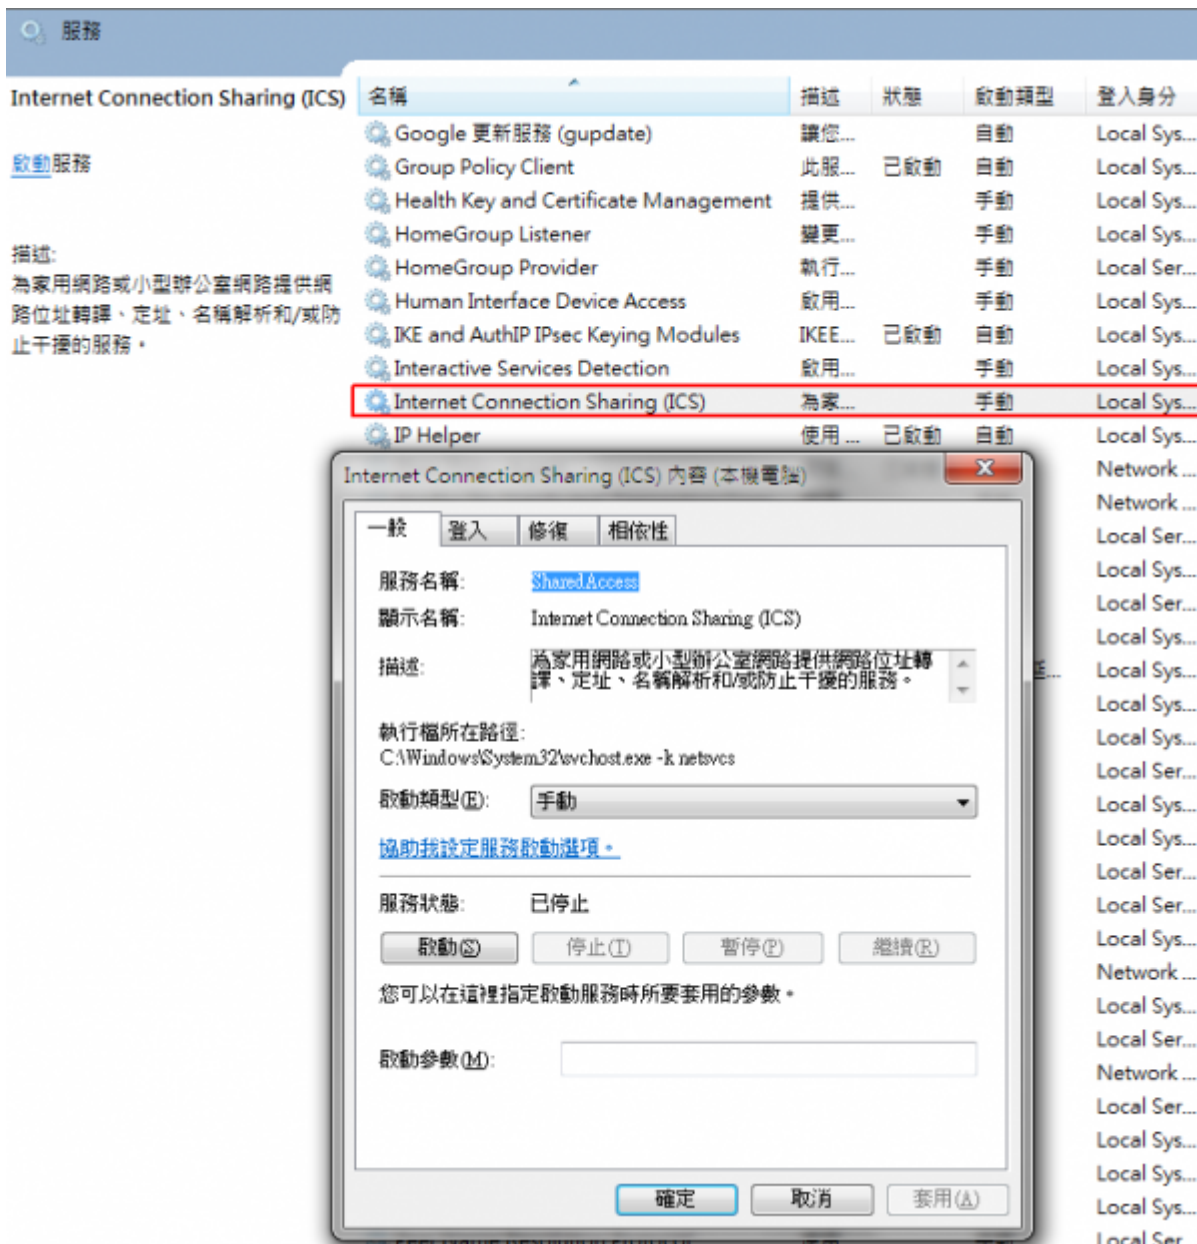 服務
Internet Connection Sharing (ICS)
啟動服務
描述:
為家用網路或小型辦公室網路提供網
路位址轉譯、定址、名稱解析和/或防
止干擾的服務。
名稱 描述 狀態 啟動類型 登入身分
Google 更新服務 (gupdate) 讓您... 自動 Local Sys...
Group Policy Client 此服... 已啟動 自動 Local Sys...
Health Key and Certificate Management 提供... 手動 Local Sys...
HomeGroup Listener 變更... 手動 Local Sys...
HomeGroup Provider 執行... 手動 Local Ser...
Human Interface Device Access 啟用... 手動 Local Sys...
IKE and AuthIP IPsec Keying Modules IKEE... 已啟動 自動 Local Sys...
Interactive Services Detection 啟用... 手動 Local Sys...
Internet Connection Sharing (ICS) 為家... 手動 Local Sys...
IP Helper 使用 ... 已啟動 自動 Local Sys...
Network ...
Network ...
Local Ser...
Local Sys...
Local Ser...
Local Sys...
Local Sys...
Local Sys...
Local Sys...
Local Ser...
Local Sys...
Local Sys...
Local Ser...
Local Ser...
Local Sys...
Network ...
Local Sys...
Local Ser...
Network ...
Local Ser...
Local Sys...
Local Sys...
Local Sys...
Local Ser...
Internet Connection Sharing (ICS) 內容 (本機電腦)
一般 登入 修復 相依性
服務名稱: SharedAccess
顯示名稱: Internet Connection Sharing (ICS)
描述: 為家用網路或小型辦公室網路提供網路位址轉
譯、定址、名稱解析和/或防止干擾的服務。
執行檔所在路徑:
C:\Windows\System32\svchost.exe -k netsvcs
啟動類型(E): 手動
協助我設定服務啟動選項。
服務狀態: 已停止
啟動(S) 停止(T) 暫停(P) 繼續(R)
您可以在這裡指定啟動服務時所要套用的參數。
啟動參數(M):
確定 取消 套用(A)